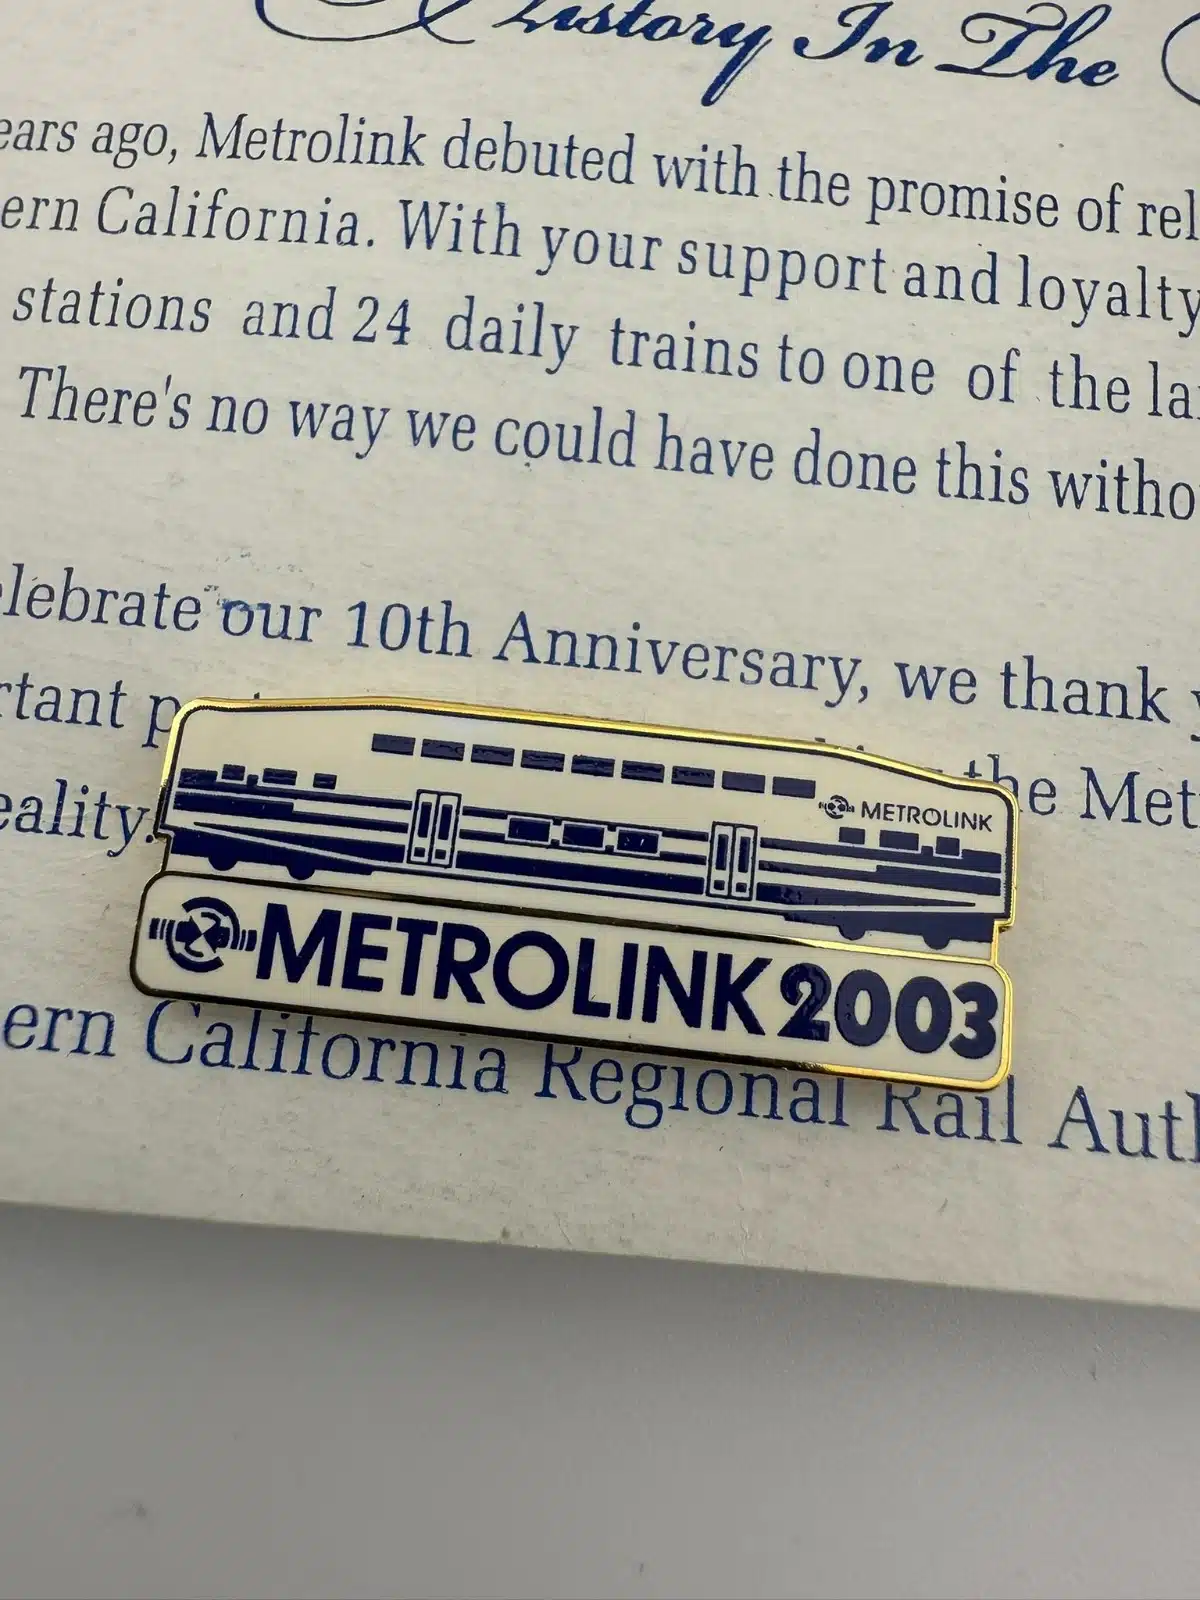 History In The
ears ago, Metrolink debuted with the promise of rel
ern California. With your support and loyalty
stations and 24 daily trains to one of the la
There's no way we could have done this witho
elebrate our 10th Anniversary, we thank y
rtant p the Met
eality.
METROLINK
METROLINK 2003
ern California Regional Rail Auth